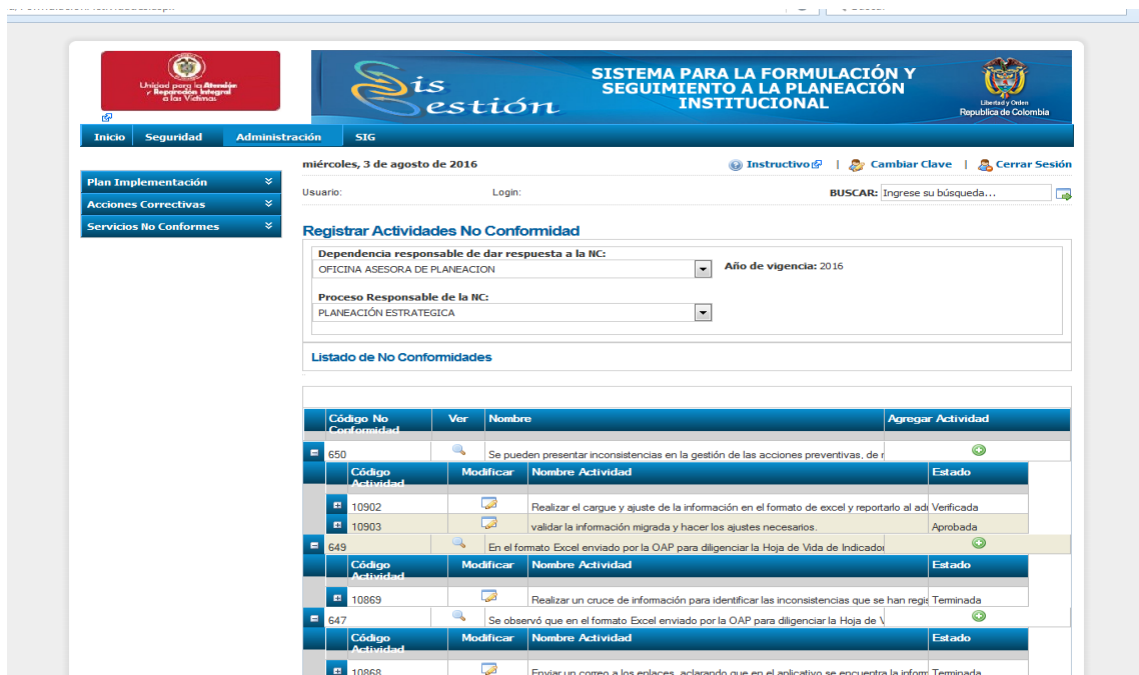 Unidad para la Atención
y Reparación Integral
a las Víctimas
Sis
Gestión
SISTEMA PARA LA FORMULACIÓN Y
SEGUIMIENTO A LA PLANEACIÓN
INSTITUCIONAL
Libertad y Orden
Republica de Colombia
Inicio Seguridad Administración SIG
miércoles, 3 de agosto de 2016 Instructivo | Cambiar Clave | Cerrar Sesión
Plan Implementación
Acciones Correctivas
Servicios No Conformes
Usuario: Login: BUSCAR: Ingrese su búsqueda...
Registrar Actividades No Conformidad
Dependencia responsable de dar respuesta a la NC:
OFICINA ASESORA DE PLANEACION Año de vigencia: 2016
Proceso Responsable de la NC:
PLANEACIÓN ESTRATEGICA
Listado de No Conformidades
Código No Conformidad Ver Nombre Agregar Actividad
650 Se pueden presentar inconsistencias en la gestión de las acciones preventivas, de
Código Actividad Modificar Nombre Actividad Estado
10902 Realizar el cargue y ajuste de la información en el formato de excel y reportarlo al Verificada
10903 validar la información migrada y hacer los ajustes necesarios. Aprobada
649 En el formato Excel enviado por la OAP para diligenciar la Hoja de Vida de Indicador
Código Actividad Modificar Nombre Actividad Estado
10869 Realizar un cruce de información para identificar las inconsistencias que se han Terminada
647 Se observó que en el formato Excel enviado por la OAP para diligenciar la Hoja de
Código Actividad Modificar Nombre Actividad Estado
10868 Enviar un correo a los enlaces, aclarando que en el aplicativo se encuentra la Terminada